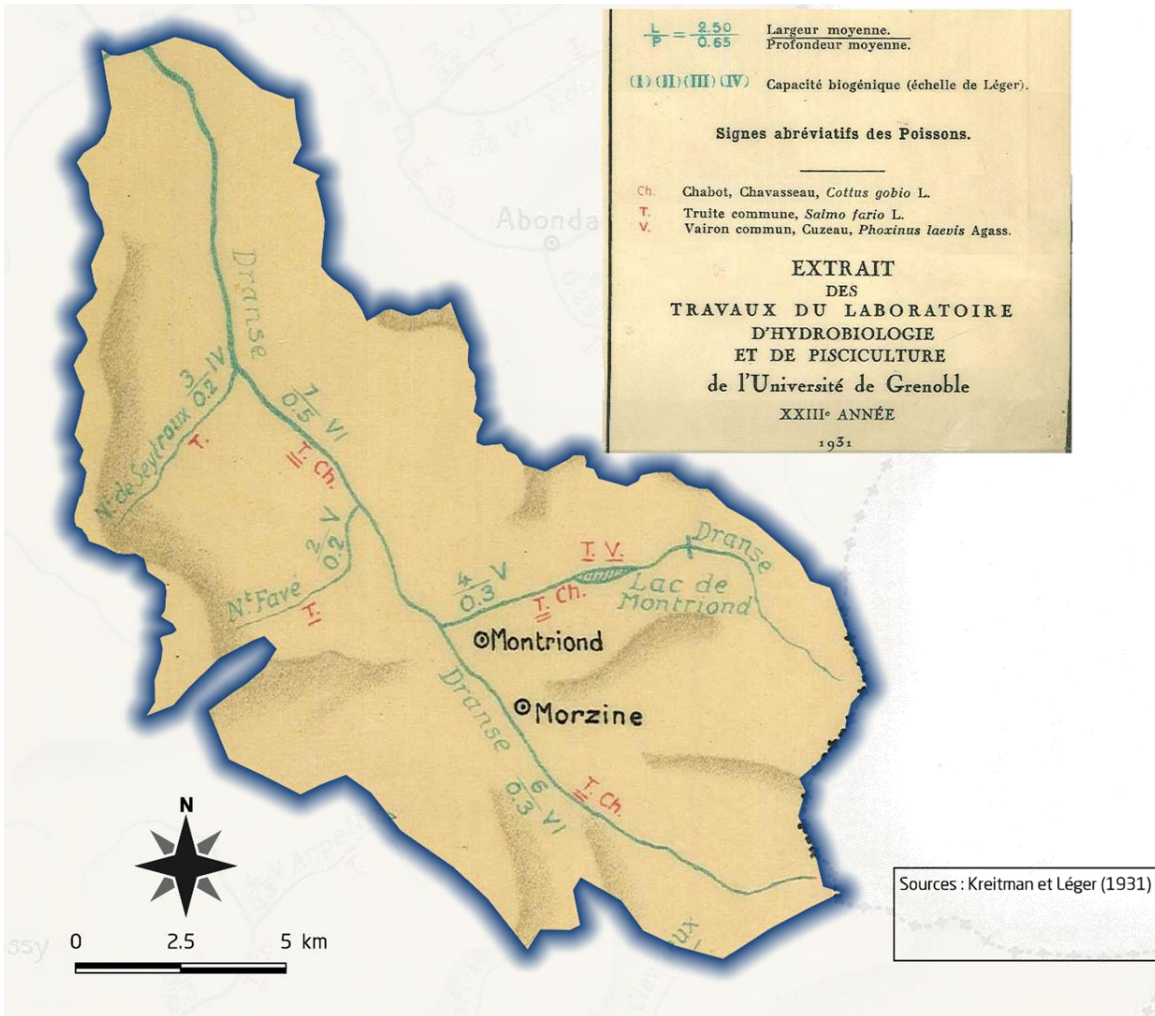 L/P = 2.50/0.65 Largeur moyenne.
Profondeur moyenne.
(I) (II) (III) (IV) Capacité biogénique (échelle de Léger).
Signes abréviatifs des Poissons.
Ch. Chabot, Chavasseau, Cottus gobio L.
T. Truite commune, Salmo fario L.
V. Vairon commun, Cuzeau, Phoxinus laevis Agass.
EXTRAIT
DES
TRAVAUX DU LABORATOIRE
D'HYDROBIOLOGIE
ET DE PISCICULTURE
de l'Université de Grenoble
XXIIIe ANNÉE
1931
Abonda
Dranse
3/0.2 IV
7/0.5 VI
T. Ch.
Nt. de Seytroux
T.
2/0.2 V
Nt. Favé
T.
4/0.3 V
T. V.
T. Ch.
Dranse
Lac de
Montriond
Montriond
Dranse
Morzine
6/0.3 VI
T. Ch.
N
0 2.5 5 km
Sources : Kreitman et Léger (1931)